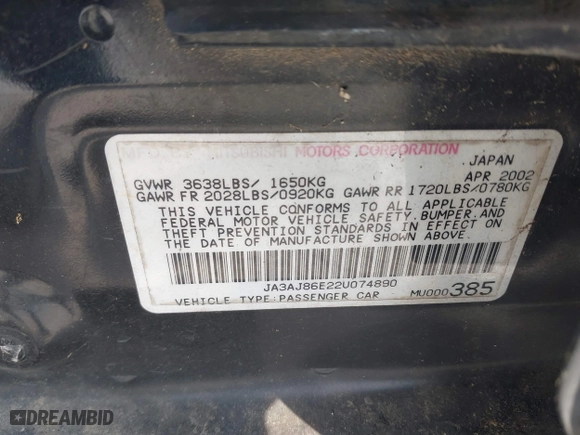 MFD BY MITSUBISHI MOTORS CORPORATION
JAPAN
GVWR 3638LBS/ 1650KG
APR 2002
GAWR FR 2028LBS/0920KG GAWR RR 1720LBS/0780KG
THIS VEHICLE CONFORMS TO ALL APPLICABLE
FEDERAL MOTOR VEHICLE SAFETY.BUMPER.AND
THEFT PREVENTION STANDARDS IN EFFECT ON
THE DATE OF MANUFACTURE SHOWN ABOVE.
JA3AJ86E22U074890
VEHICLE TYPE:PASSENGER CAR
MU000385
DREAMBID